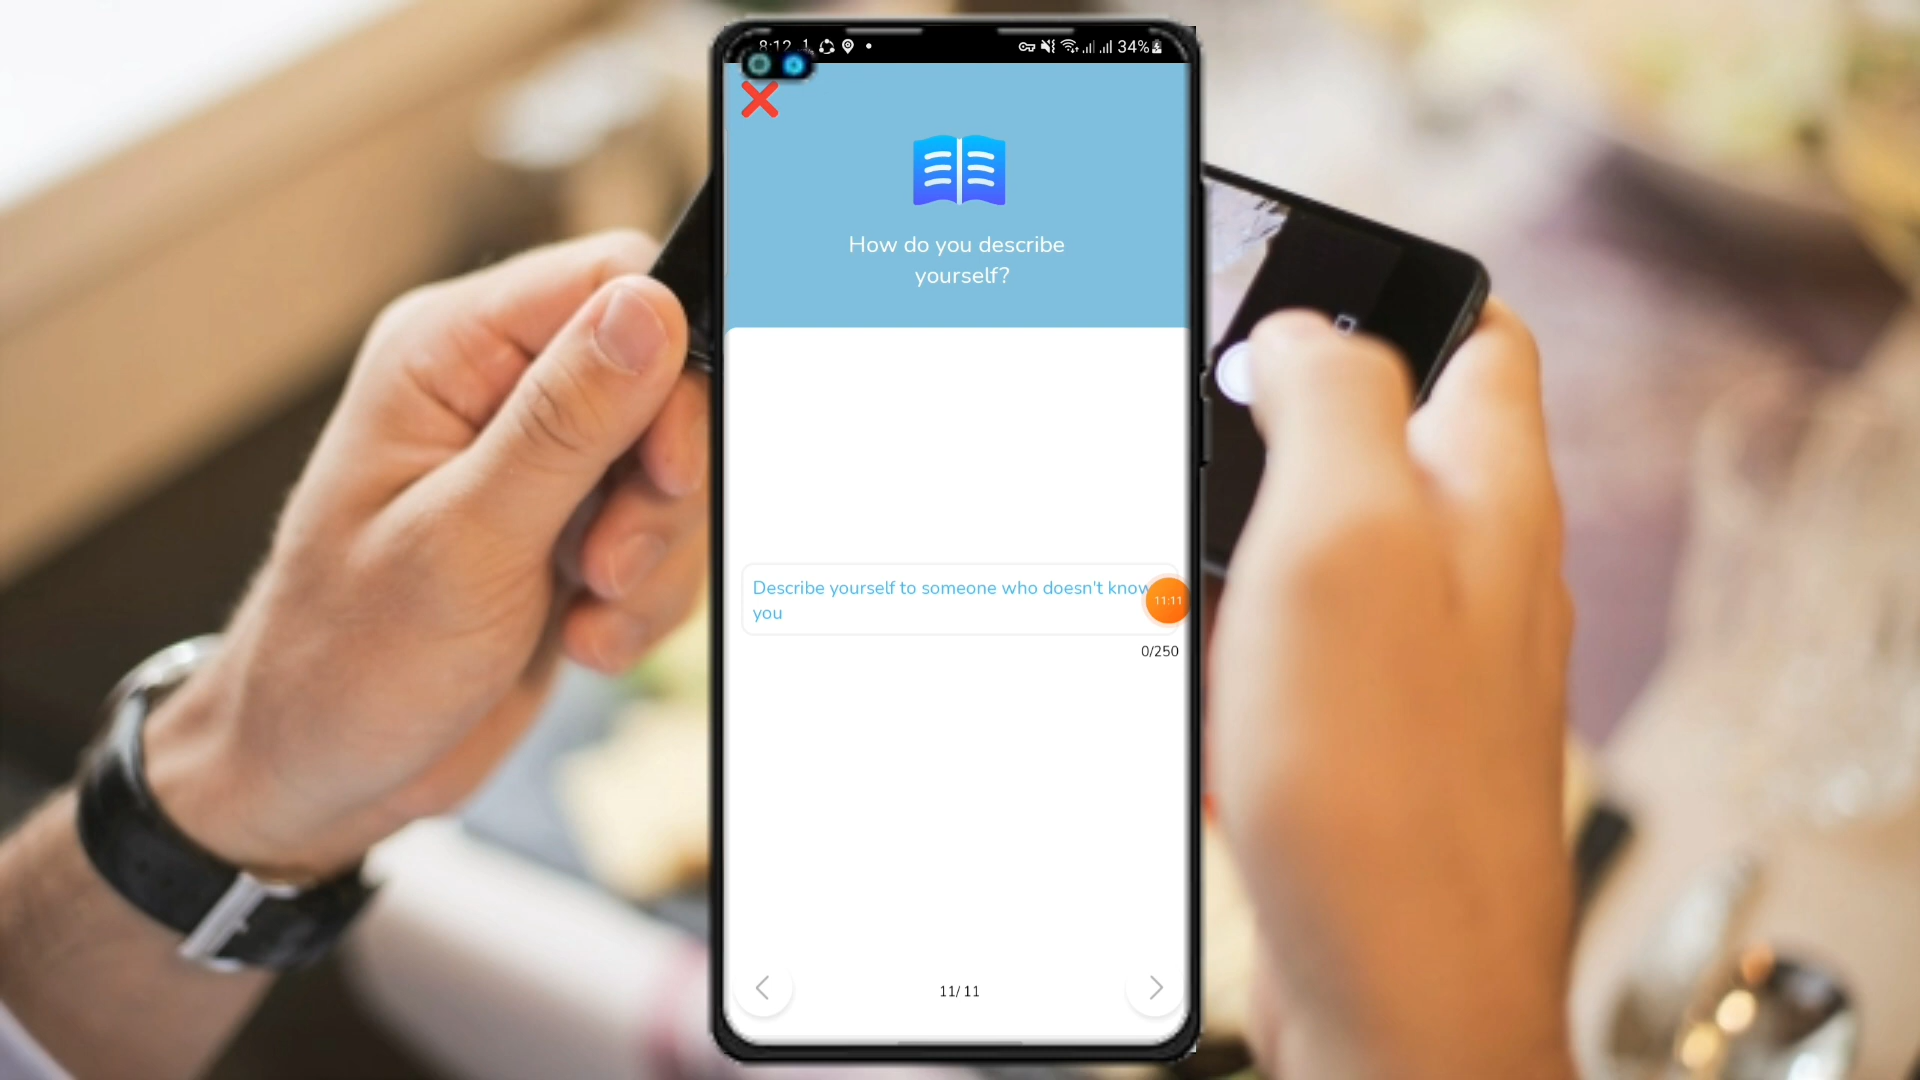 8:12
34%
How do you describe
yourself?
Describe yourself to someone who doesn't know
you
11:11
0/250
11/ 11